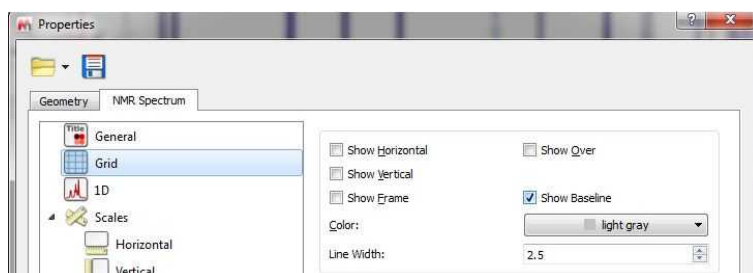 Properties
Geometry
NMR Spectrum
Title
General
Grid
1D
Scales
Horizontal
Vertical
Show Horizontal
Show Over
Show Vertical
Show Frame
Show Baseline
Color:
light gray
Line Width:
2.5